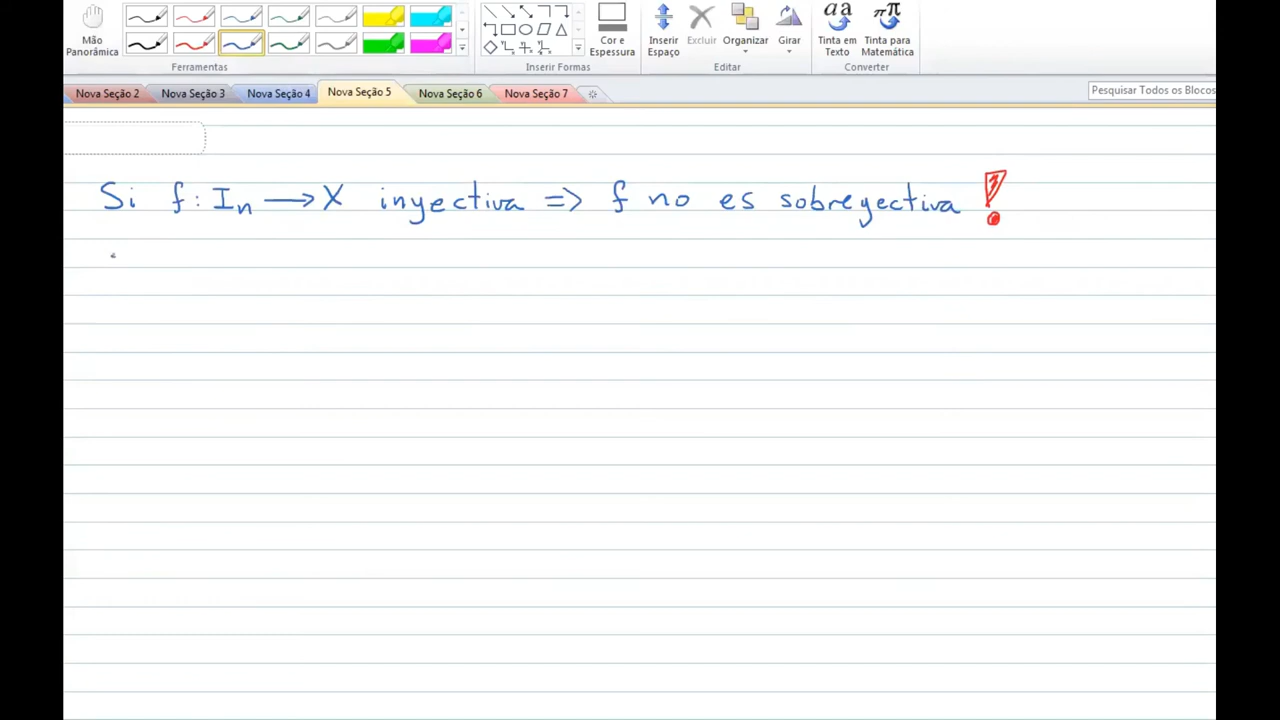 Mão
Panorâmica
Ferramentas
Cor e
Espessura
Inserir Formas
Inserir
Espaço
Excluir
Organizar
Girar
Editar
Tinta em
Texto
Tinta para
Matemática
Converter
Nova Seção 2
Nova Seção 3
Nova Seção 4
Nova Seção 5
Nova Seção 6
Nova Seção 7
Pesquisar Todos os Blocos
Si f: Iₙ ⟶ X inyectiva => f no es sobreyectiva !